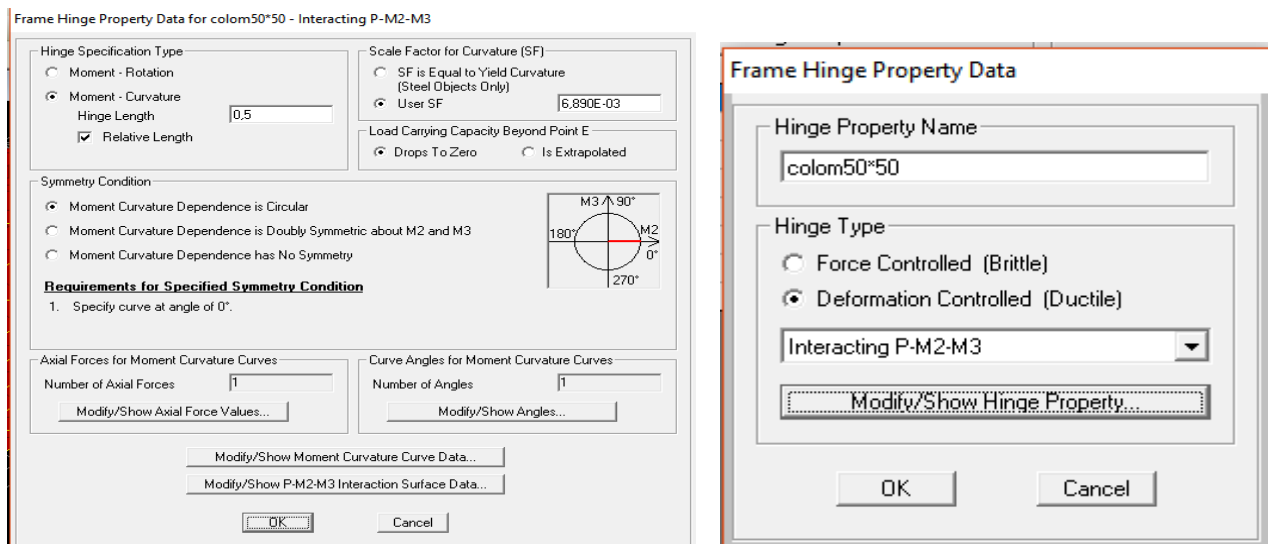 Frame Hinge Property Data for colom50*50 - Interacting P-M2-M3
Hinge Specification Type
Moment - Rotation
Moment - Curvature
Hinge Length
0,5
Relative Length
Scale Factor for Curvature (SF)
SF is Equal to Yield Curvature
(Steel Objects Only)
User SF
6,890E-03
Load Carrying Capacity Beyond Point E
Drops To Zero
Is Extrapolated
Symmetry Condition
Moment Curvature Dependence is Circular
Moment Curvature Dependence is Doubly Symmetric about M2 and M3
Moment Curvature Dependence has No Symmetry
Requirements for Specified Symmetry Condition
1. Specify curve at angle of 0°.
M3 90°
180° M2
0°
270°
Axial Forces for Moment Curvature Curves
Number of Axial Forces 1
Modify/Show Axial Force Values...
Curve Angles for Moment Curvature Curves
Number of Angles 1
Modify/Show Angles...
Modify/Show Moment Curvature Curve Data...
Modify/Show P-M2-M3 Interaction Surface Data...
OK Cancel
Frame Hinge Property Data
Hinge Property Name
colom50*50
Hinge Type
Force Controlled (Brittle)
Deformation Controlled (Ductile)
Interacting P-M2-M3
Modify/Show Hinge Property...
OK Cancel